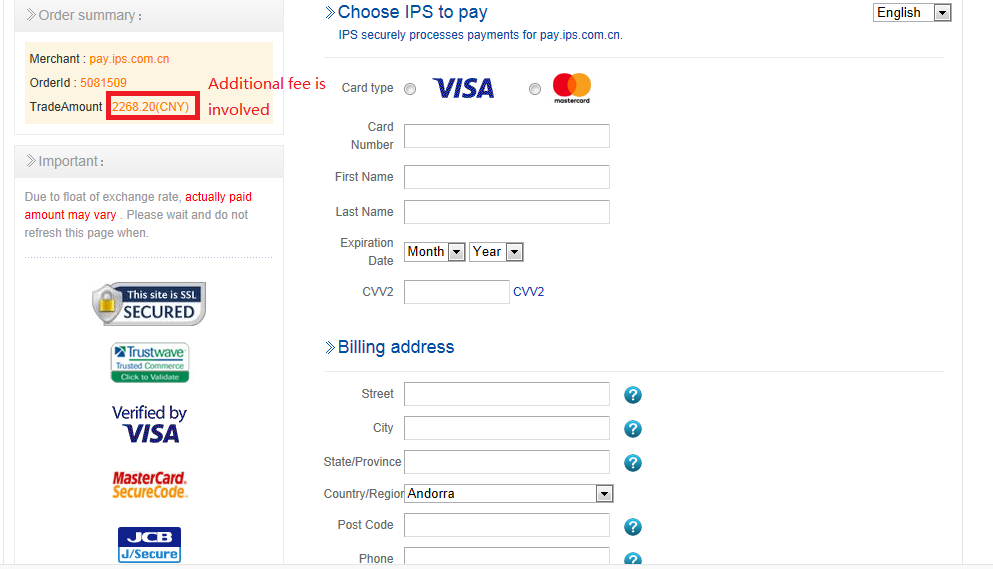 Order summary :
Merchant : pay.ips.com.cn
OrderId : 5081509
TradeAmount 2268.20(CNY)
Additional fee is
involved
Important :
Due to float of exchange rate, actually paid
amount may vary . Please wait and do not
refresh this page when.
This site is SSL
SECURED
Trustwave
Trusted Commerce
Click to Validate
Verified by
VISA
MasterCard.
SecureCode.
JCB
J/Secure
Choose IPS to pay
English
IPS securely processes payments for pay.ips.com.cn.
Card type
VISA
mastercard
Card
Number
First Name
Last Name
Expiration
Date
Month Year
CVV2
CVV2
Billing address
Street
?
City
?
State/Province
?
Country/Region Andorra
Post Code
?
Phone
?